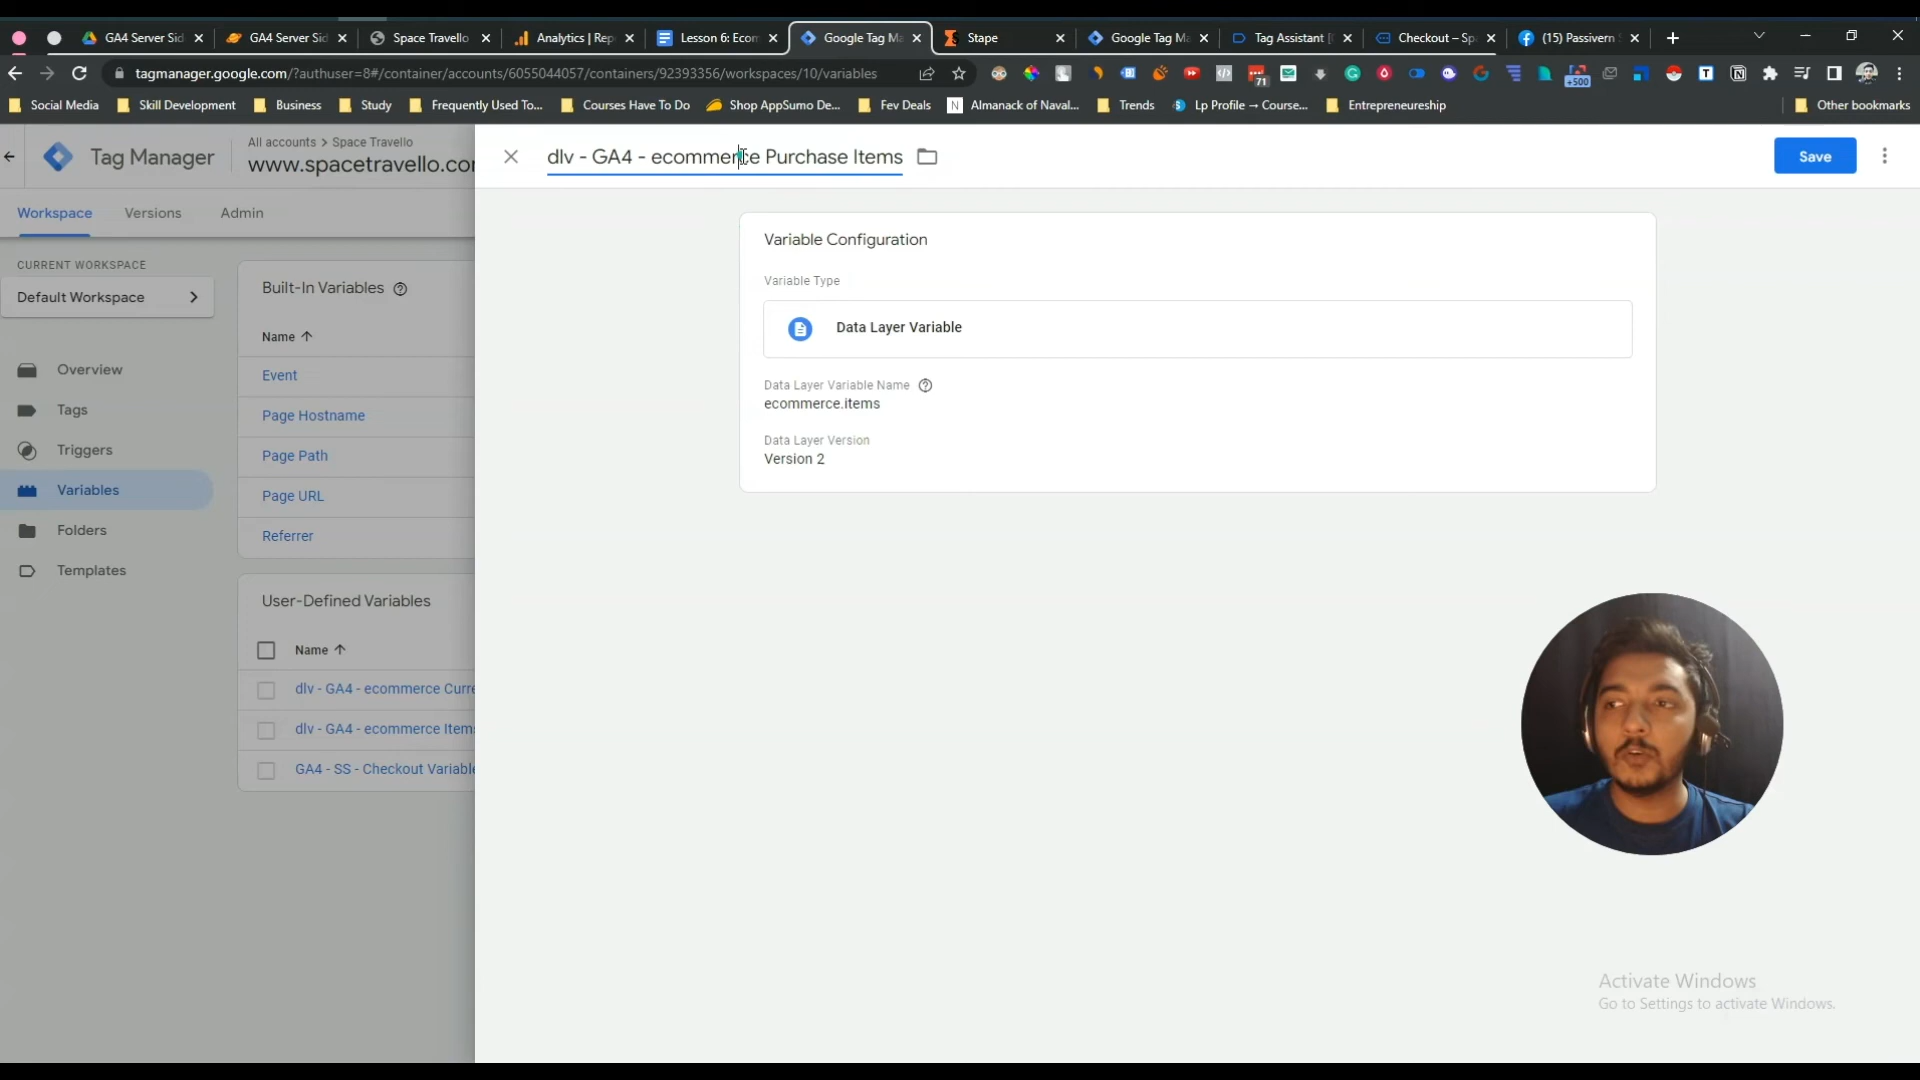 GA4 Server Sid
GA4 Server Sid
Space Travello
Analytics | Rep
Lesson 6: Ecom
Google Tag Ma
Stape
Google Tag Ma
Tag Assistant [
Checkout – Sp
(15) Passivern
tagmanager.google.com/?authuser=8#/container/accounts/6055044057/containers/92393356/workspaces/10/variables
71
+500
Social Media
Skill Development
Business
Study
Frequently Used To...
Courses Have To Do
Shop AppSumo De...
Fev Deals
Almanack of Naval...
Trends
Lp Profile → Course...
Entrepreneurship
Other bookmarks
Tag Manager
All accounts > Space Travello
www.spacetravello.com
dlv - GA4 - ecommerce Purchase Items
Save
Workspace
Versions
Admin
CURRENT WORKSPACE
Default Workspace
Overview
Tags
Triggers
Variables
Folders
Templates
Built-In Variables
Name
Event
Page Hostname
Page Path
Page URL
Referrer
User-Defined Variables
Name
dlv - GA4 - ecommerce Curre
dlv - GA4 - ecommerce Items
GA4 - SS - Checkout Variable
Variable Configuration
Variable Type
Data Layer Variable
Data Layer Variable Name
ecommerce.items
Data Layer Version
Version 2
Activate Windows
Go to Settings to activate Windows.